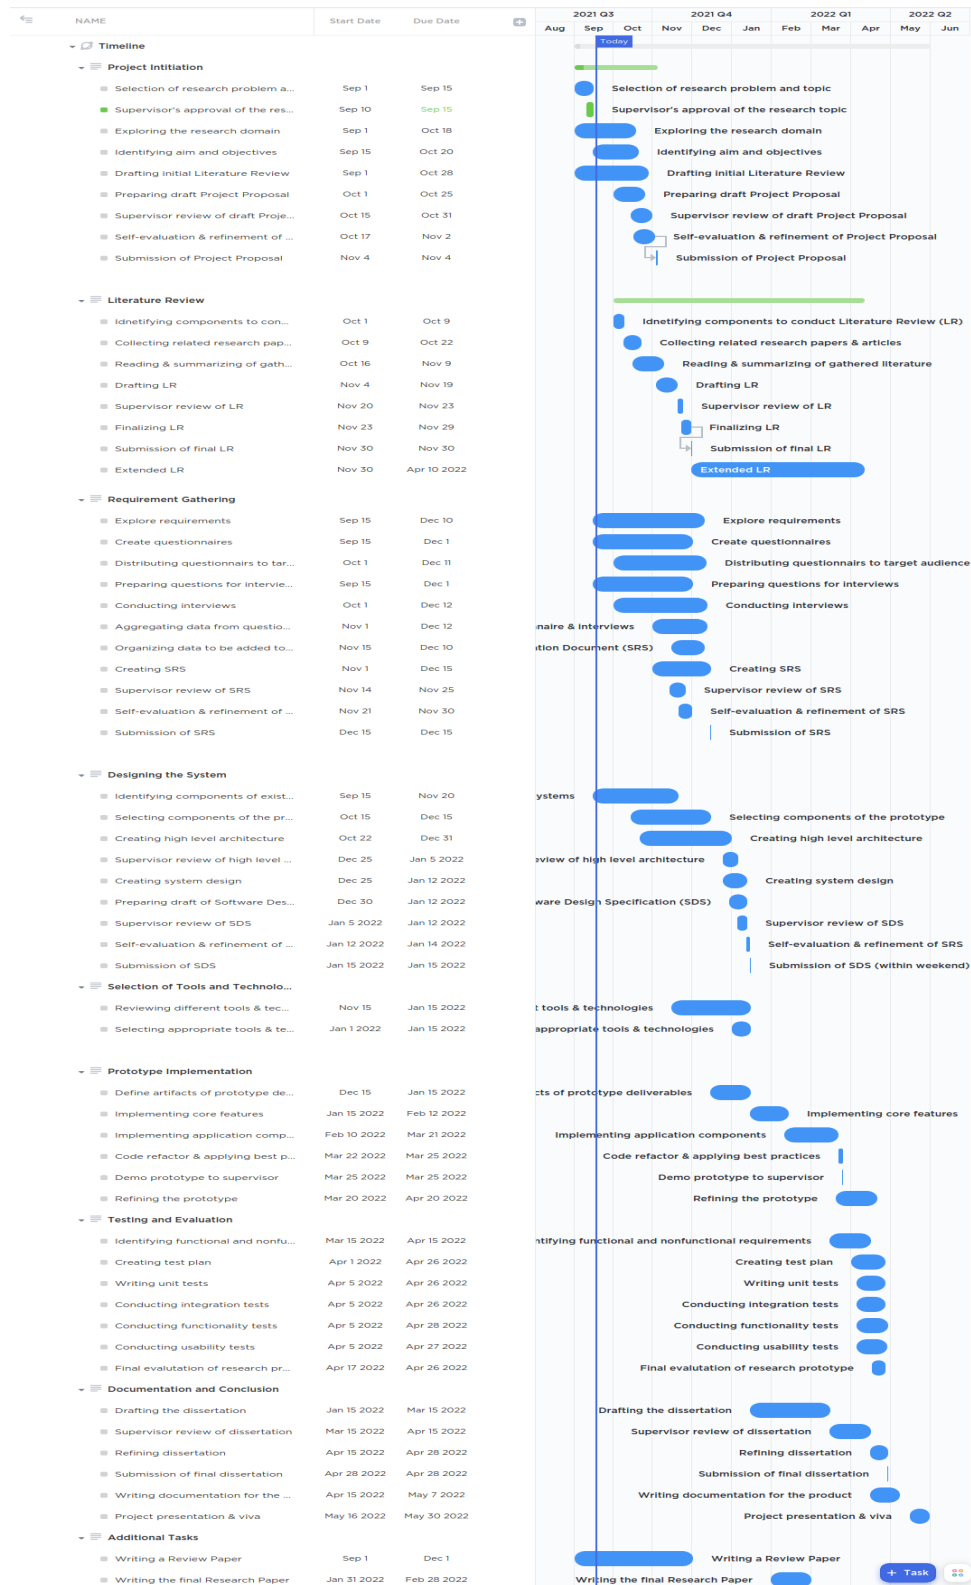 NAME Start Date Due Date 2021 Q3 2021 Q4 2022 Q1 2022 Q2
Aug Sep Oct Nov Dec Jan Feb Mar Apr May Jun
Timeline Today
Project Intitiation
Selection of research problem a... Sep 1 Sep 15 Selection of research problem and topic
Supervisor's approval of the res... Sep 10 Sep 15 Supervisor's approval of the research topic
Exploring the research domain Sep 1 Oct 18 Exploring the research domain
Identifying aim and objectives Sep 15 Oct 20 Identifying aim and objectives
Drafting initial Literature Review Sep 1 Oct 28 Drafting initial Literature Review
Preparing draft Project Proposal Oct 1 Oct 25 Preparing draft Project Proposal
Supervisor review of draft Proje... Oct 15 Oct 31 Supervisor review of draft Project Proposal
Self-evaluation & refinement of ... Oct 17 Nov 2 Self-evaluation & refinement of Project Proposal
Submission of Project Proposal Nov 4 Nov 4 Submission of Project Proposal
Literature Review
Idnetifying components to con... Oct 1 Oct 9 Idnetifying components to conduct Literature Review (LR)
Collecting related research pap... Oct 9 Oct 22 Collecting related research papers & articles
Reading & summarizing of gath... Oct 16 Nov 9 Reading & summarizing of gathered literature
Drafting LR Nov 4 Nov 19 Drafting LR
Supervisor review of LR Nov 20 Nov 23 Supervisor review of LR
Finalizing LR Nov 23 Nov 29 Finalizing LR
Submission of final LR Nov 30 Nov 30 Submission of final LR
Extended LR Nov 30 Apr 10 2022 Extended LR
Requirement Gathering
Explore requirements Sep 15 Dec 10 Explore requirements
Create questionnaires Sep 15 Dec 1 Create questionnaires
Distributing questionnairs to tar... Oct 1 Dec 11 Distributing questionnairs to target audience
Preparing questions for intervie... Sep 15 Dec 1 Preparing questions for interviews
Conducting interviews Oct 1 Dec 12 Conducting interviews
Aggregating data from questio... Nov 1 Dec 12 nnaire & interviews
Organizing data to be added to... Nov 15 Dec 10 tion Document (SRS)
Creating SRS Nov 1 Dec 15 Creating SRS
Supervisor review of SRS Nov 14 Nov 25 Supervisor review of SRS
Self-evaluation & refinement of ... Nov 21 Nov 30 Self-evaluation & refinement of SRS
Submission of SRS Dec 15 Dec 15 Submission of SRS
Designing the System
Identifying components of exist... Sep 15 Nov 20 ystems
Selecting components of the pr... Oct 15 Dec 15 Selecting components of the prototype
Creating high level architecture Oct 22 Dec 31 Creating high level architecture
Supervisor review of high level ... Dec 25 Jan 5 2022 eview of high level architecture
Creating system design Dec 25 Jan 12 2022 Creating system design
Preparing draft of Software Des... Dec 30 Jan 12 2022 ware Design Specification (SDS)
Supervisor review of SDS Jan 5 2022 Jan 12 2022 Supervisor review of SDS
Self-evaluation & refinement of ... Jan 12 2022 Jan 14 2022 Self-evaluation & refinement of SRS
Submission of SDS Jan 15 2022 Jan 15 2022 Submission of SDS (within weekend)
Selection of Tools and Technolo...
Reviewing different tools & tec... Nov 15 Jan 15 2022 t tools & technologies
Selecting appropriate tools & te... Jan 1 2022 Jan 15 2022 appropriate tools & technologies
Prototype Implementation
Define artifacts of prototype de... Dec 15 Jan 15 2022 cts of prototype deliverables
Implementing core features Jan 15 2022 Feb 12 2022 Implementing core features
Implementing application comp... Feb 10 2022 Mar 21 2022 Implementing application components
Code refactor & applying best p... Mar 22 2022 Mar 25 2022 Code refactor & applying best practices
Demo prototype to supervisor Mar 25 2022 Mar 25 2022 Demo prototype to supervisor
Refining the prototype Mar 20 2022 Apr 20 2022 Refining the prototype
Testing and Evaluation
Identifying functional and nonfu... Mar 15 2022 Apr 15 2022 ntifying functional and nonfunctional requirements
Creating test plan Apr 1 2022 Apr 26 2022 Creating test plan
Writing unit tests Apr 5 2022 Apr 26 2022 Writing unit tests
Conducting integration tests Apr 5 2022 Apr 26 2022 Conducting integration tests
Conducting functionality tests Apr 5 2022 Apr 28 2022 Conducting functionality tests
Conducting usability tests Apr 5 2022 Apr 27 2022 Conducting usability tests
Final evalutation of research pr... Apr 17 2022 Apr 26 2022 Final evalutation of research prototype
Documentation and Conclusion
Drafting the dissertation Jan 15 2022 Mar 15 2022 Drafting the dissertation
Supervisor review of dissertation Mar 15 2022 Apr 15 2022 Supervisor review of dissertation
Refining dissertation Apr 15 2022 Apr 28 2022 Refining dissertation
Submission of final dissertation Apr 28 2022 Apr 28 2022 Submission of final dissertation
Writing documentation for the ... Apr 15 2022 May 7 2022 Writing documentation for the product
Project presentation & viva May 16 2022 May 30 2022 Project presentation & viva
Additional Tasks
Writing a Review Paper Sep 1 Dec 1 Writing a Review Paper
Writing the final Research Paper Jan 31 2022 Feb 28 2022 Writing the final Research Paper
+ Task